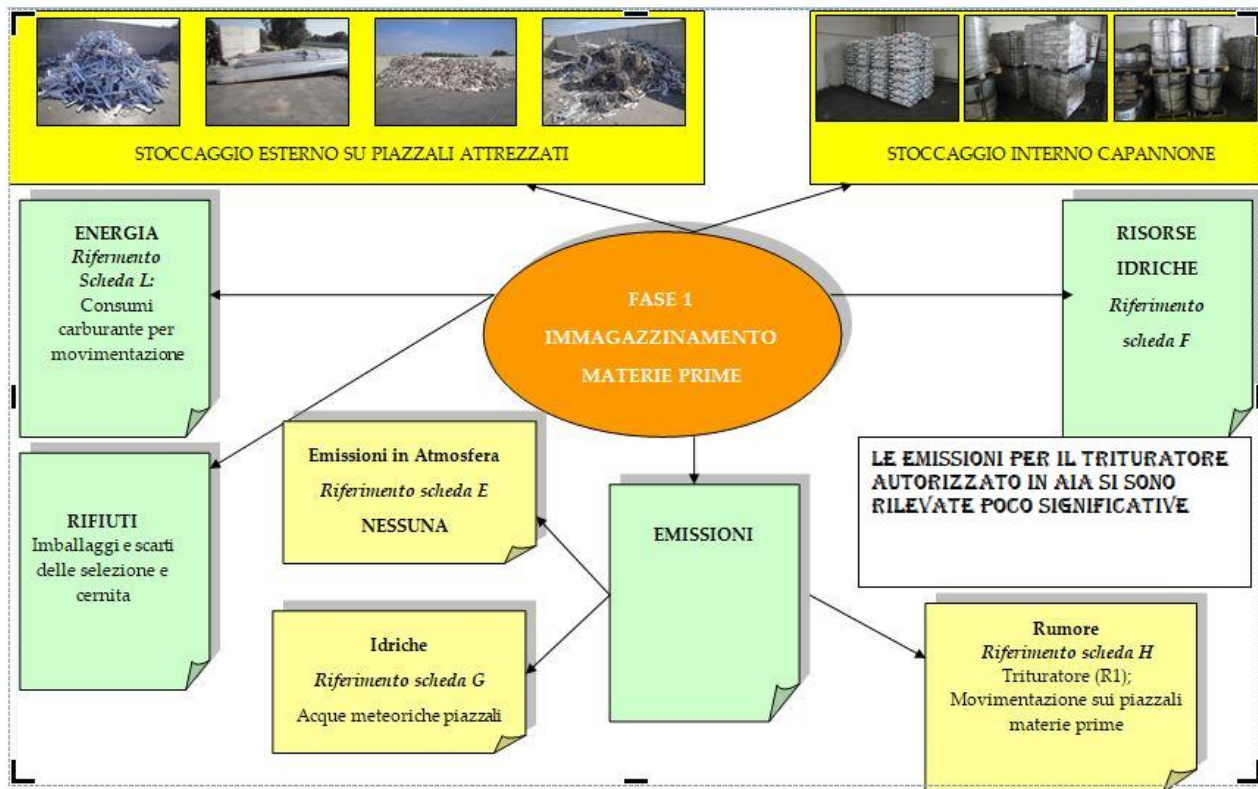 STOCCAGGIO ESTERNO SU PIAZZALI ATTREZZATI
STOCCAGGIO INTERNO CAPANNONE
ENERGIA
Rifermento
Scheda L:
Consumi
carburante per
movimentazione
FASE 1
IMMAGAZZINAMENTO
MATERIE PRIME
RISORSE
IDRICHE
Riferimento
scheda F
RIFIUTI
Imballaggi e scarti
delle selezione e
cernita
Emissioni in Atmosfera
Riferimento scheda E
NESSUNA
EMISSIONI
LE EMISSIONI PER IL TRITURATORE
AUTORIZZATO IN AIA SI SONO
RILEVATE POCO SIGNIFICATIVE
Idriche
Riferimento scheda G
Acque meteoriche piazzali
Rumore
Riferimento scheda H
Trituratore (R1);
Movimentazione sui piazzali
materie prime